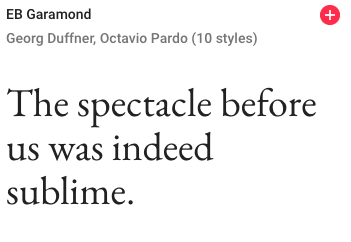 EB Garamond
Georg Duffner, Octavio Pardo (10 styles)
The spectacle before
us was indeed
sublime.